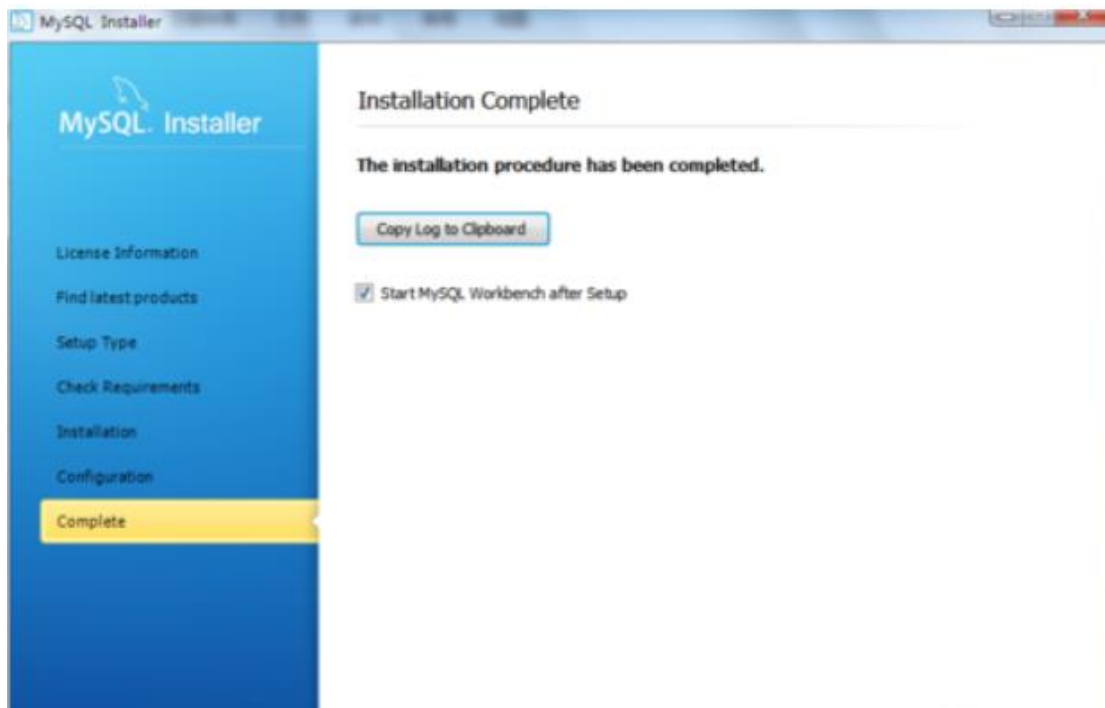 MySQL Installer
MySQL. Installer
License Information
Find latest products
Setup Type
Check Requirements
Installation
Configuration
Complete
Installation Complete
The installation procedure has been completed.
Copy Log to Clipboard
Start MySQL Workbench after Setup